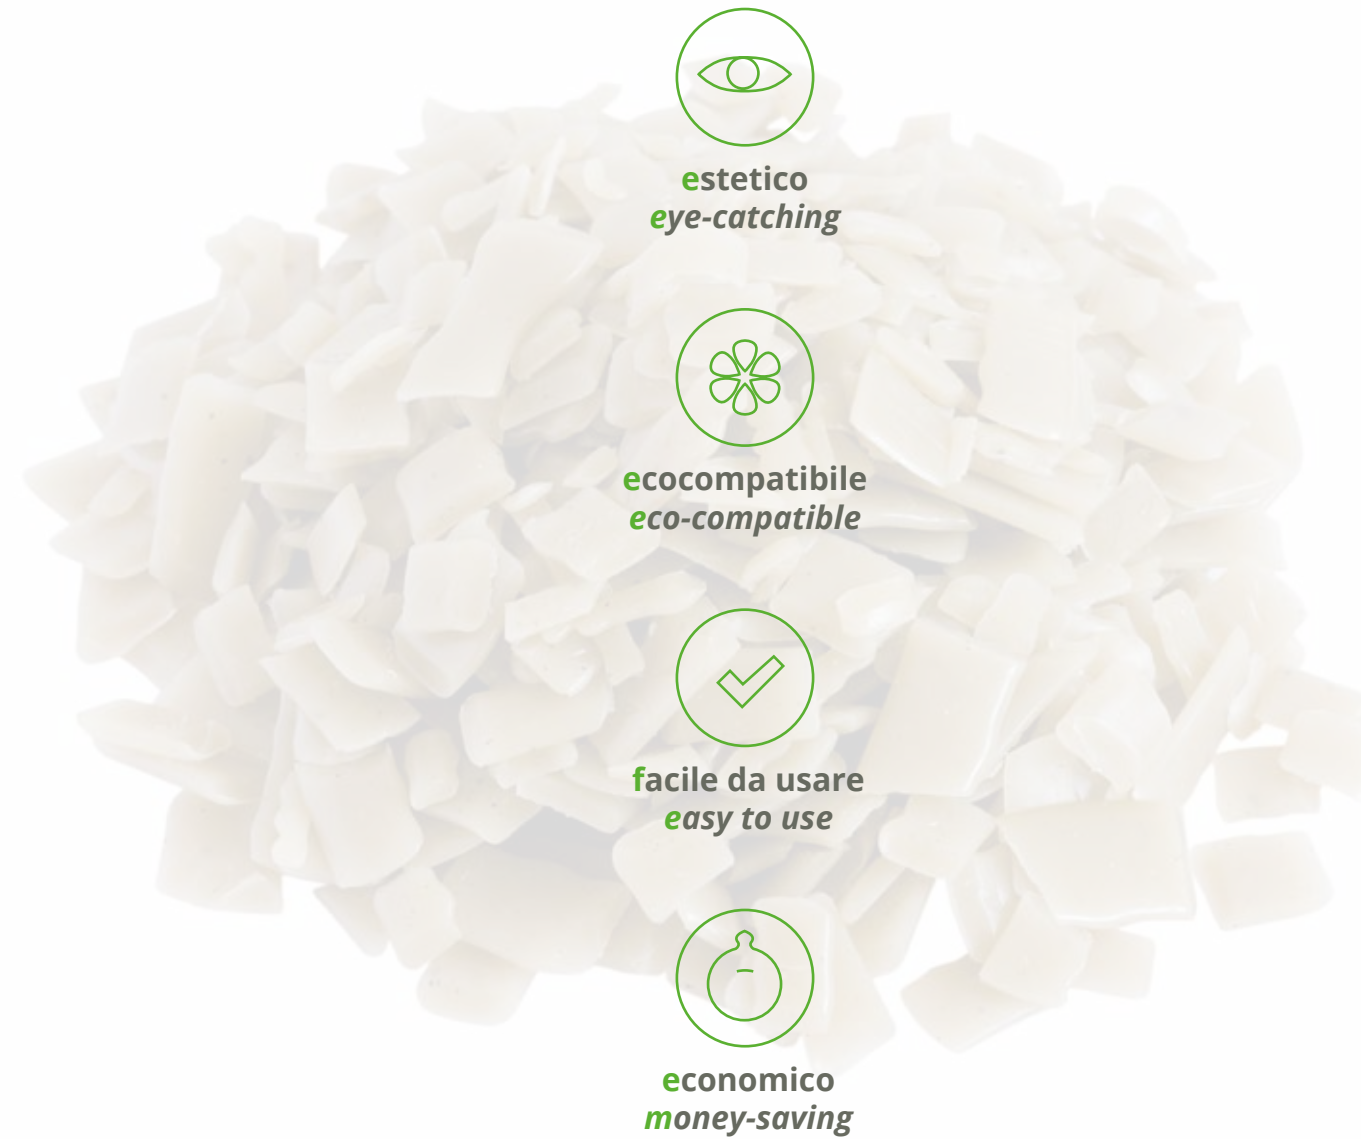 estetico
eye-catching
ecocompatibile
eco-compatible
facile da usare
easy to use
economico
money-saving